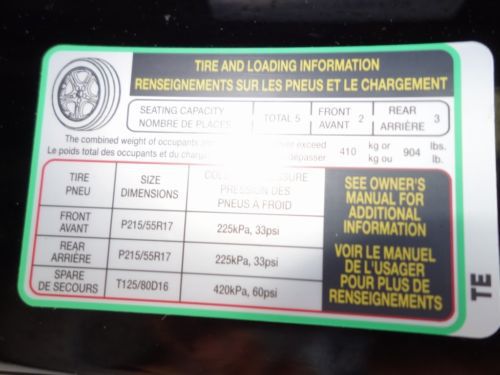 TIRE AND LOADING INFORMATION
RENSEIGNEMENTS SUR LES PNEUS ET LE CHARGEMENT
SEATING CAPACITY
NOMBRE DE PLACES
TOTAL 5
FRONT
AVANT 2
REAR
ARRIÈRE 3
The combined weight of occupants exceed 410 kg or 904 lbs.
Le poids total des occupants et du dépasser kg ou lb.
TIRE
PNEU
SIZE
DIMENSIONS
PRESSION DES
PNEUS À FROID
SEE OWNER'S
MANUAL FOR
ADDITIONAL
INFORMATION
VOIR LE MANUEL
DE L'USAGER
POUR PLUS DE
RENSEIGNEMENTS
FRONT
AVANT
P215/55R17
225kPa, 33psi
REAR
ARRIÈRE
P215/55R17
225kPa, 33psi
SPARE
DE SECOURS
T125/80D16
420kPa, 60psi
TE